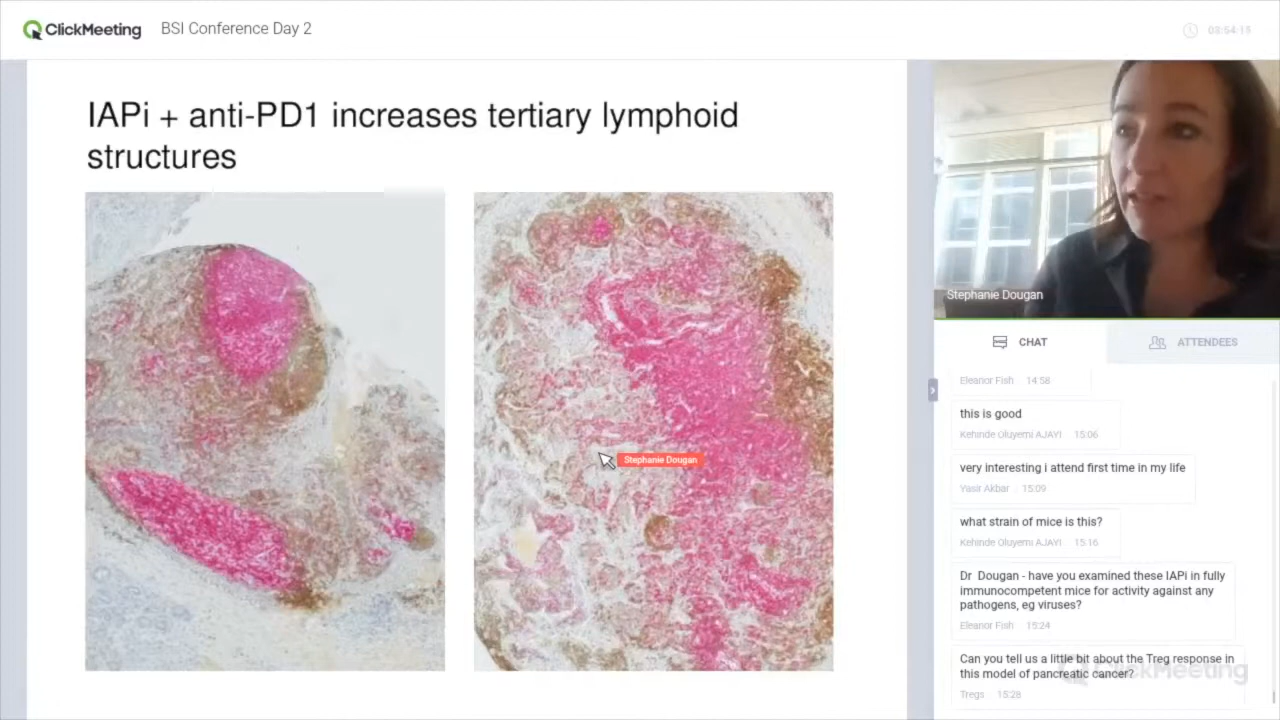 ClickMeeting
BSI Conference Day 2
03:54:15
IAPi + anti-PD1 increases tertiary lymphoid
structures
Stephanie Dougan
Stephanie Dougan
CHAT
ATTENDEES
Eleanor Fish 14:58
this is good
Kehinde Oluyemi AJAYI 15:06
very interesting i attend first time in my life
Yasir Akbar 15:09
what strain of mice is this?
Kehinde Oluyemi AJAYI 15:16
Dr Dougan - have you examined these IAPi in fully
immunocompetent mice for activity against any
pathogens, eg viruses?
Eleanor Fish 15:24
Can you tell us a little bit about the Treg response in
this model of pancreatic cancer?
Tregs 15:28
ClickMeeting